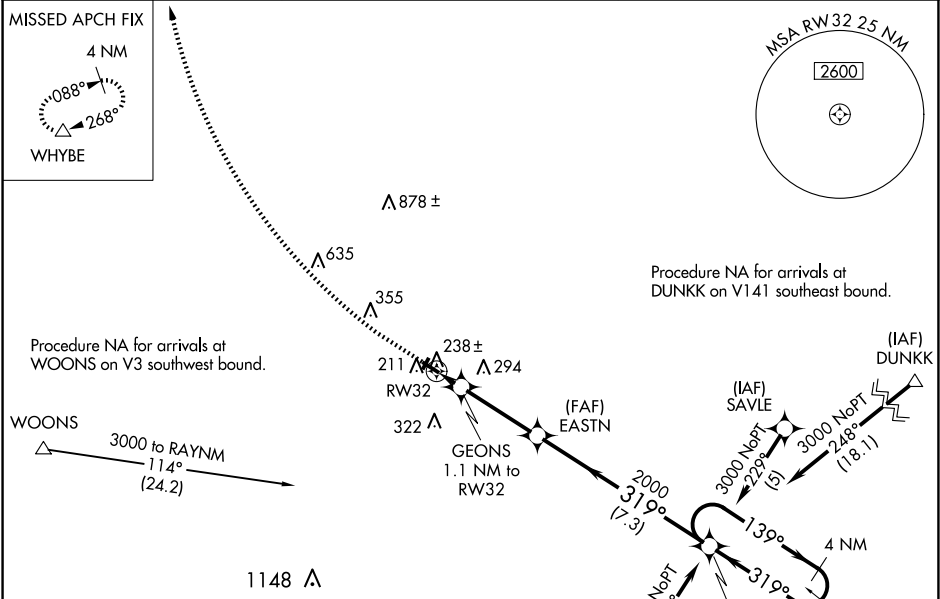 MISSED APCH FIX
4 NM
088°
268°
WHYBE
MSA RW32 25 NM
2600
878 ±
635
355
Procedure NA for arrivals at
DUNKK on V141 southeast bound.
Procedure NA for arrivals at
WOONS on V3 southwest bound.
238 ±
211
294
RW32
322
(IAF)
DUNKK
(IAF)
SAVLE
(FAF)
EASTN
GEONS
1.1 NM to
RW32
WOONS
3000 to RAYNM
114°
(24.2)
3000 NoPT
229°
(5)
3000 NoPT
248°
(18.1)
2000
319°
(7.3)
139°
4 NM
319°
NoPT
1148